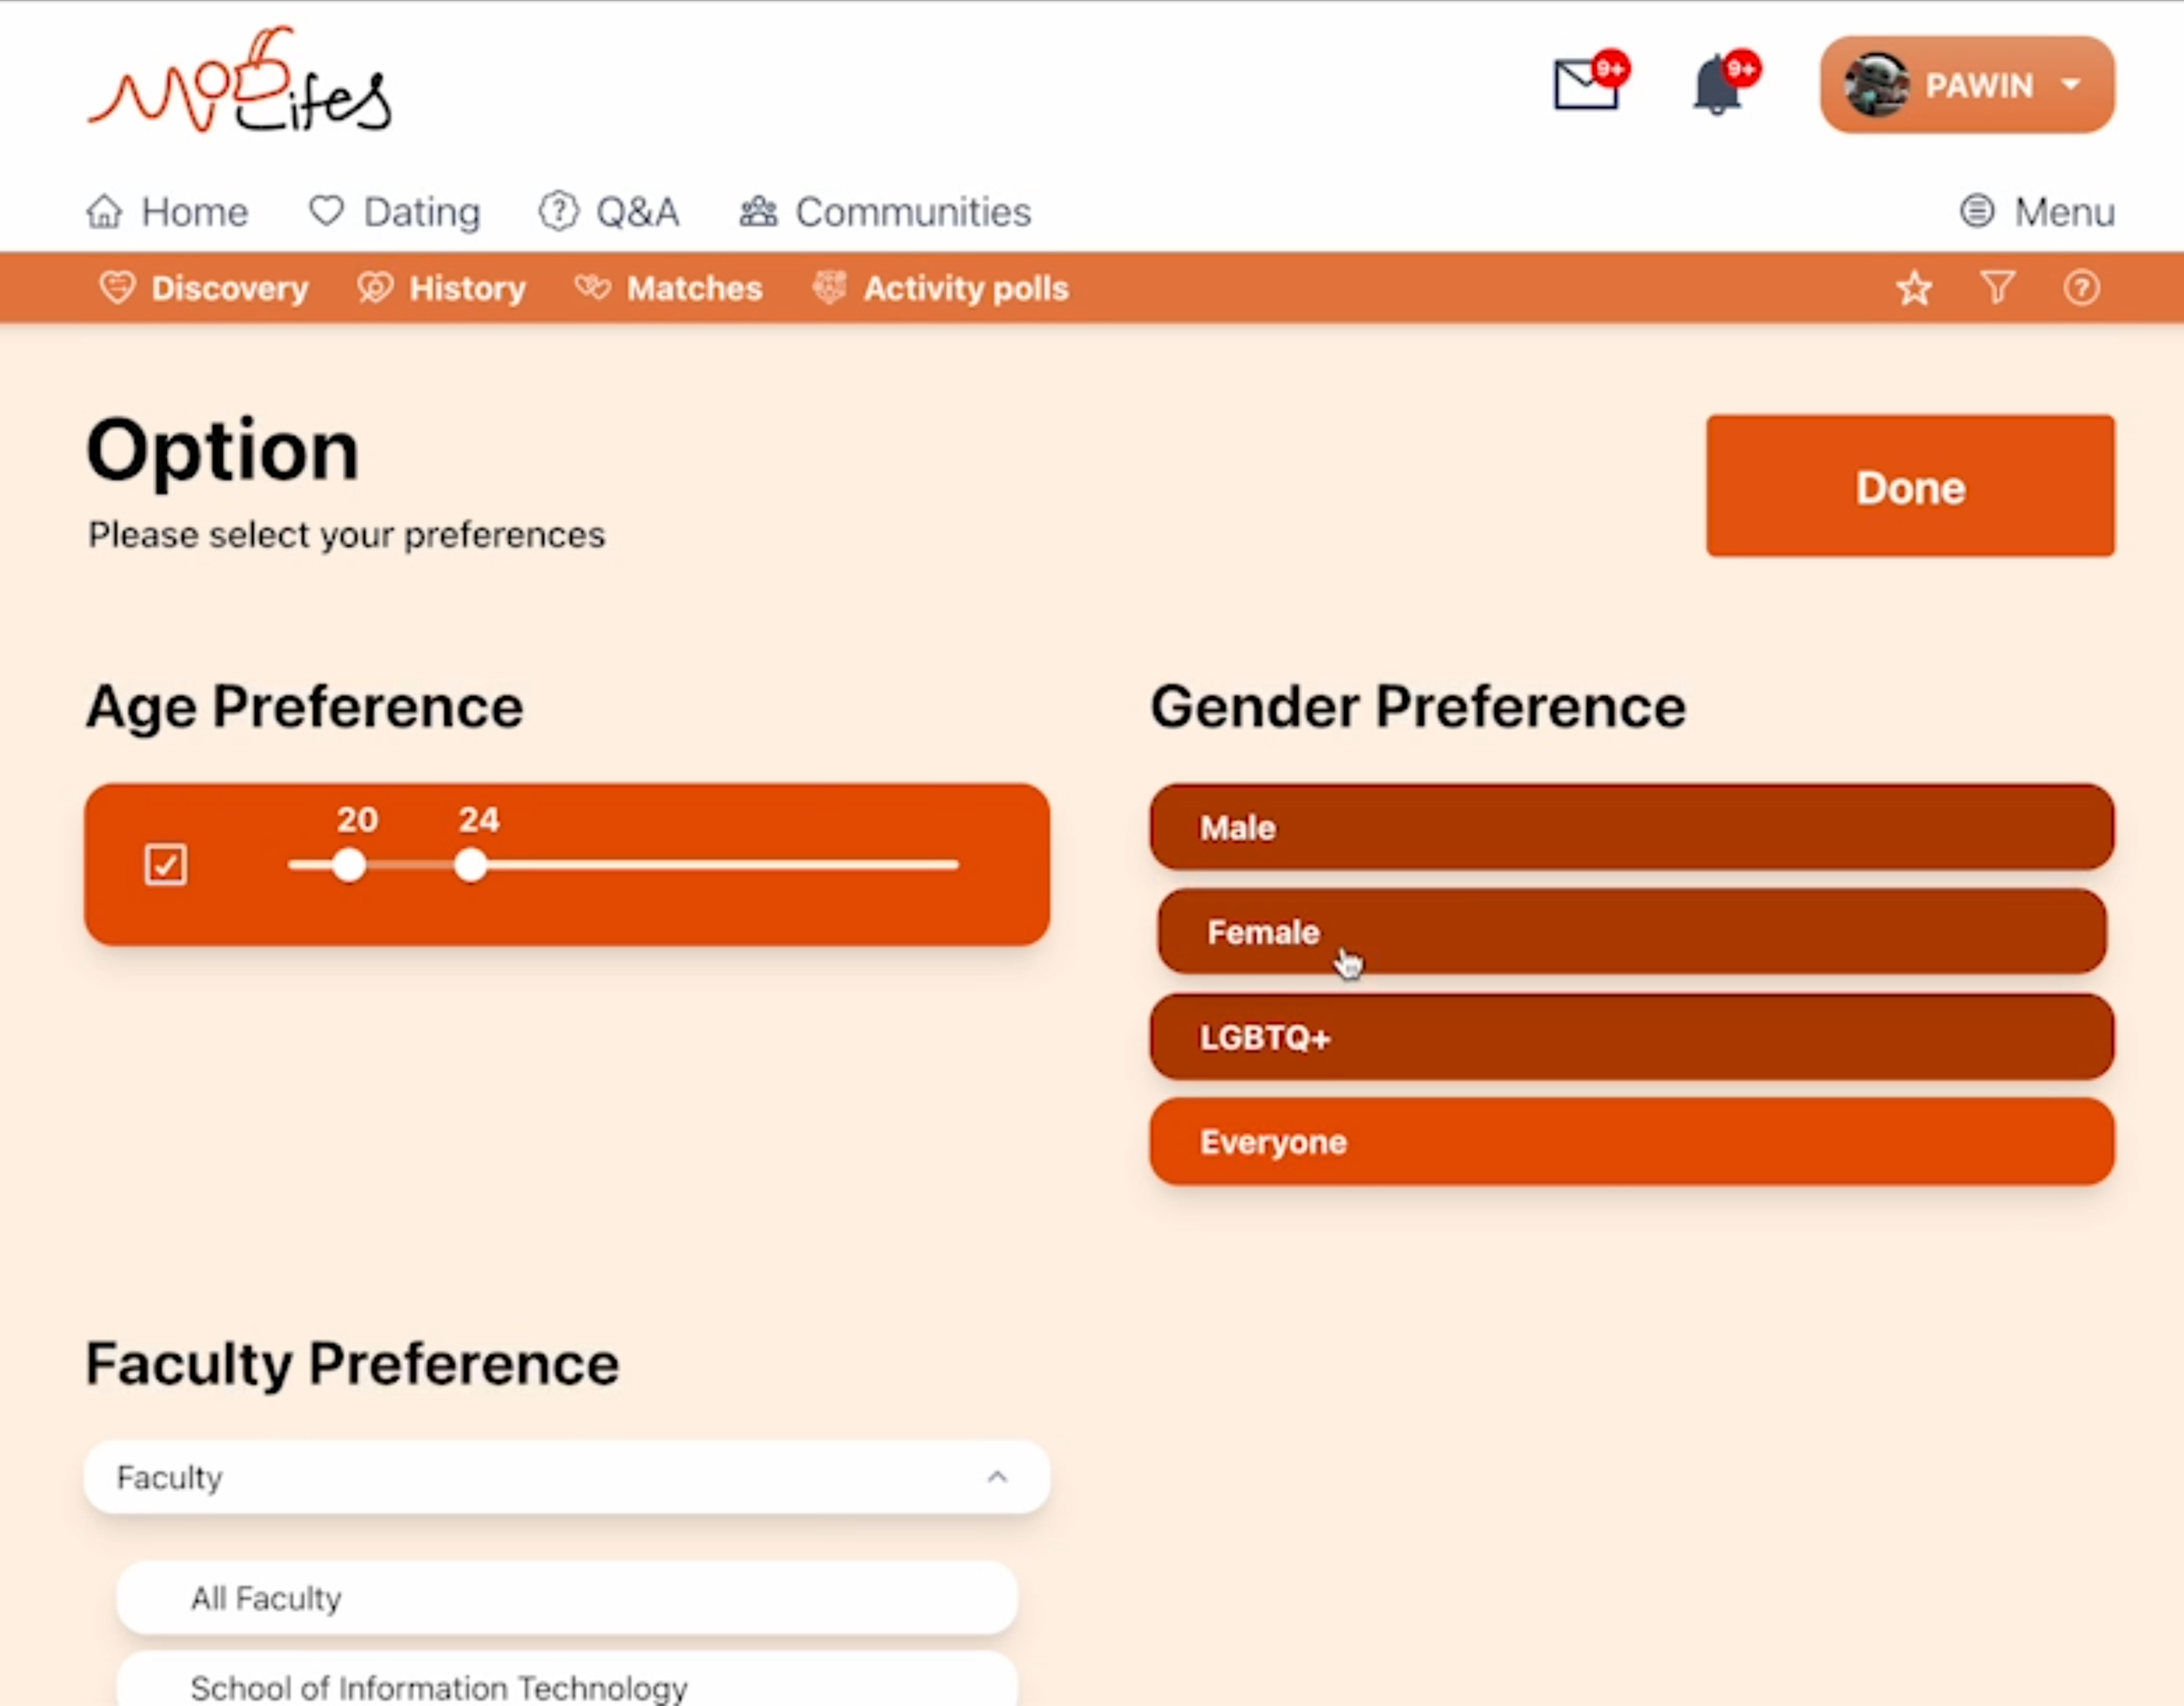 ModLifes
9+ 9+ PAWIN
Home Dating Q&A Communities Menu
Discovery History Matches Activity polls
Option
Please select your preferences
Done
Age Preference
20 24
Gender Preference
Male
Female
LGBTQ+
Everyone
Faculty Preference
Faculty
All Faculty
School of Information Technology